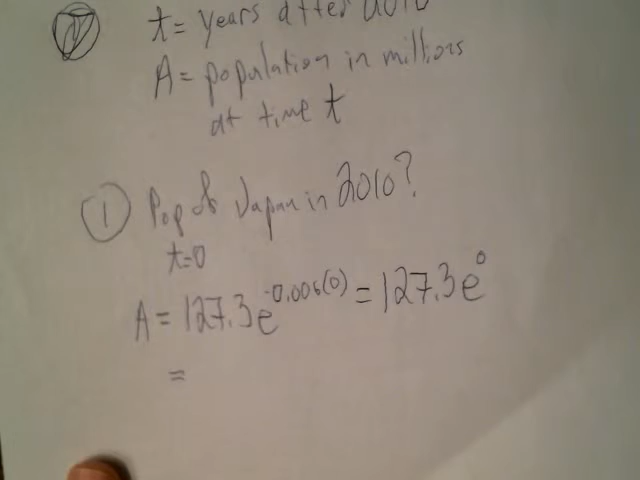 t = years after 2010
A = population in millions
at time t
1 Pop of Japan in 2010?
t=0
A = 127.3e^-0.006(0) = 127.3e^0
=